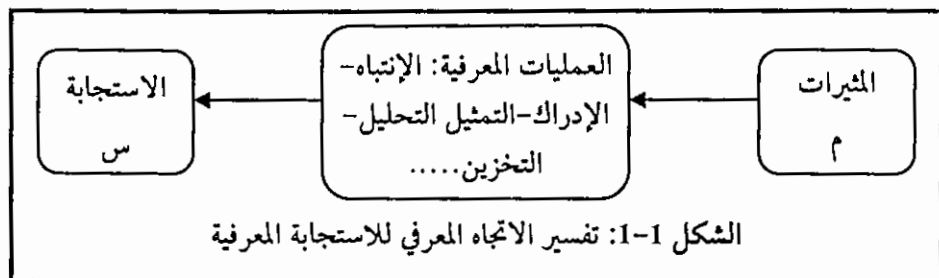 المثيرات
م
العمليات المعرفية: الإنتباه-
الإدراك-التمثيل التحليل-
التخزين.....
الاستجابة
س
الشكل 1-1: تفسير الاتجاه المعرفي للاستجابة المعرفية